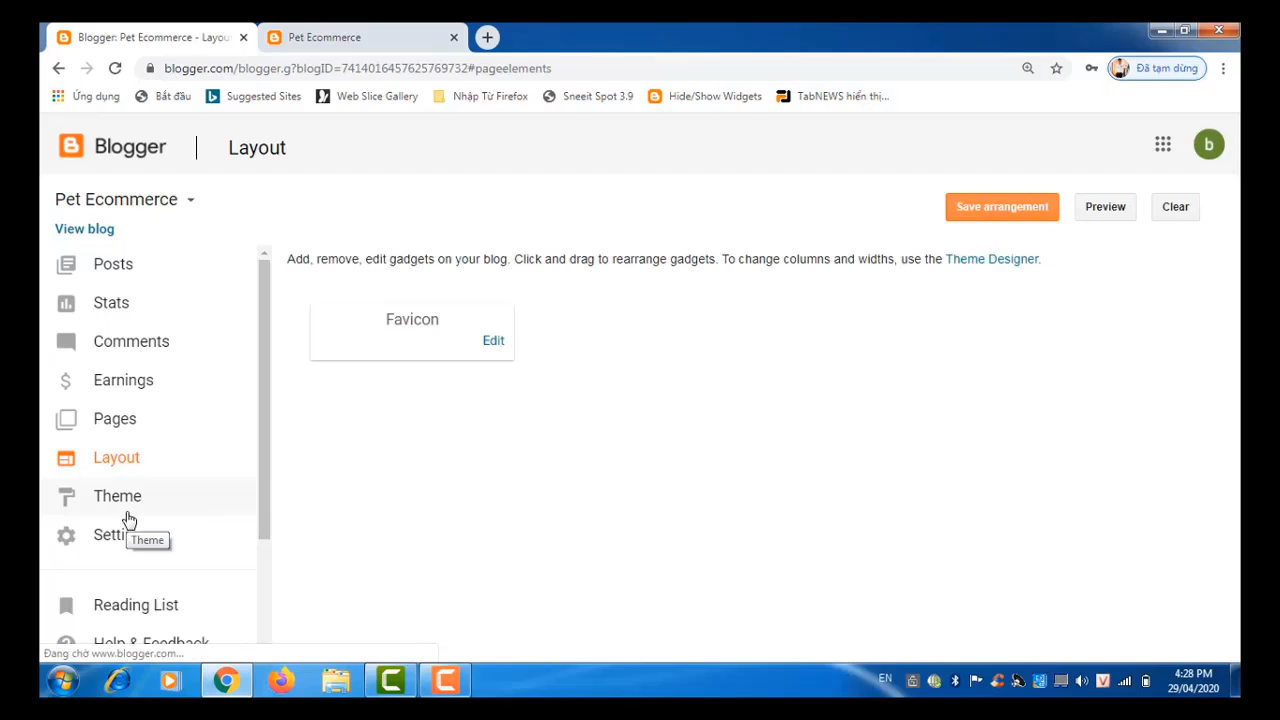 Blogger: Pet Ecommerce - Layou
Pet Ecommerce
blogger.com/blogger.g?blogID=7414016457625769732#pageelements
Đã tạm dừng
Ứng dụng
Bắt đầu
Suggested Sites
Web Slice Gallery
Nhập Từ Firefox
Sneeit Spot 3.9
Hide/Show Widgets
TabNEWS hiển thị...
Blogger
Layout
b
Pet Ecommerce
Save arrangement
Preview
Clear
View blog
Add, remove, edit gadgets on your blog. Click and drag to rearrange gadgets. To change columns and widths, use the Theme Designer.
Posts
Stats
Comments
Earnings
Pages
Layout
Theme
Setti
Theme
Reading List
Help & Feedback
Favicon
Edit
Đang chờ www.blogger.com...
EN
4:28 PM
29/04/2020